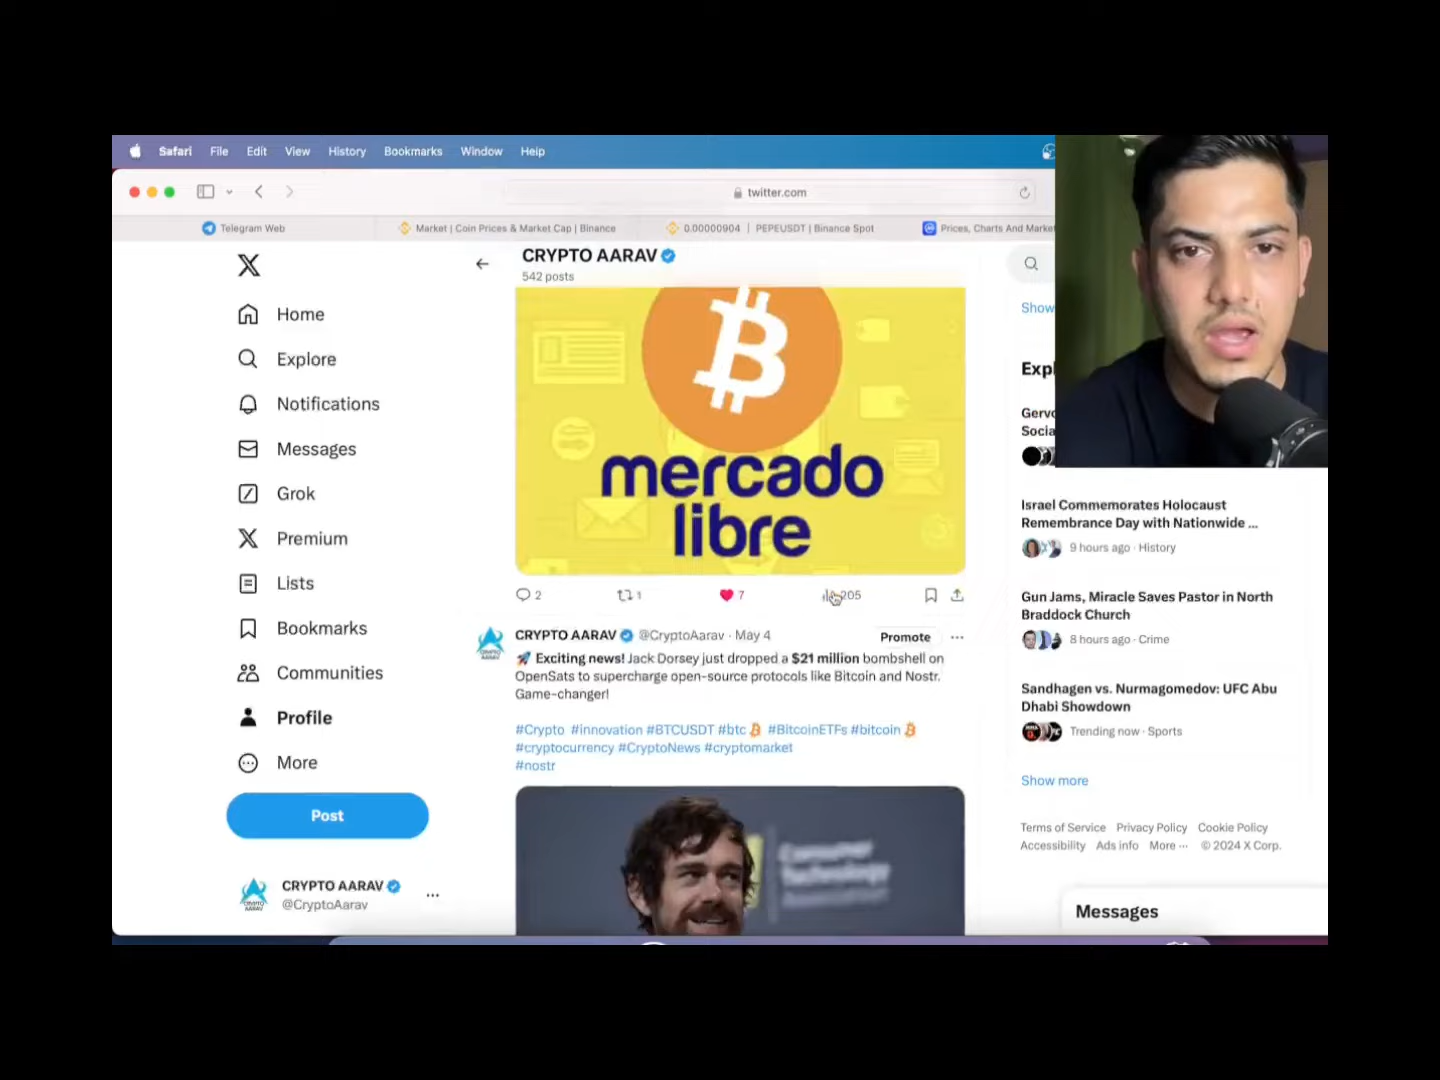 Safari File Edit View History Bookmarks Window Help
twitter.com
Telegram Web
Market | Coin Prices & Market Cap | Binance
0.00000904 | PEPEUSDT | Binance Spot
Prices, Charts And Market
CRYPTO AARAV
542 posts
Home
Explore
Notifications
Messages
Grok
Premium
Lists
Bookmarks
Communities
Profile
More
Post
CRYPTO AARAV
@CryptoAarav
mercado
libre
2 1 7 205
CRYPTO AARAV @CryptoAarav · May 4 Promote
🚀 Exciting news! Jack Dorsey just dropped a $21 million bombshell on
OpenSats to supercharge open-source protocols like Bitcoin and Nostr.
Game-changer!
#Crypto #innovation #BTCUSDT #btc #BitcoinETFs #bitcoin
#cryptocurrency #CryptoNews #cryptomarket
#nostr
Consumer
Technology
Association
Show
Expl
Gervo
Socia
Israel Commemorates Holocaust
Remembrance Day with Nationwide ...
9 hours ago · History
Gun Jams, Miracle Saves Pastor in North
Braddock Church
8 hours ago · Crime
Sandhagen vs. Nurmagomedov: UFC Abu
Dhabi Showdown
Trending now · Sports
Show more
Terms of Service Privacy Policy Cookie Policy
Accessibility Ads info More ··· © 2024 X Corp.
Messages